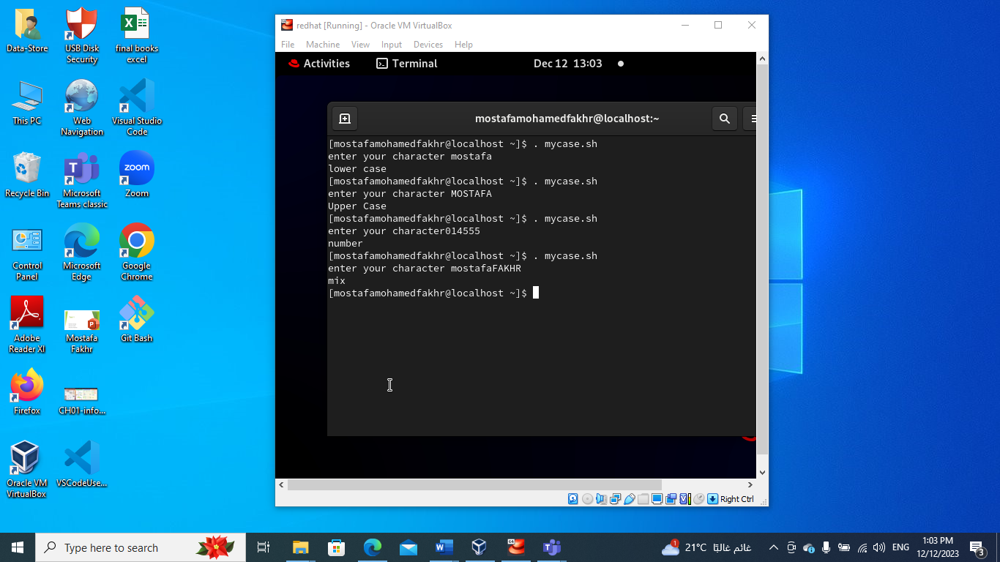 Data-Store
USB Disk
Security
final books
excel
This PC
Web
Navigation
Visual Studio
Code
Recycle Bin
Microsoft
Teams classic
zoom
Zoom
Control
Panel
Microsoft
Edge
Google
Chrome
Adobe
Reader XI
Mostafa
Fakhr
Git Bash
Firefox
CH01-info...
Oracle VM
VirtualBox
VSCodeUse...
redhat [Running] - Oracle VM VirtualBox
File Machine View Input Devices Help
Activities Terminal Dec 12 13:03
mostafamohamedfakhr@localhost:~
[mostafamohamedfakhr@localhost ~]$ . mycase.sh
enter your character mostafa
lower case
[mostafamohamedfakhr@localhost ~]$ . mycase.sh
enter your character MOSTAFA
Upper Case
[mostafamohamedfakhr@localhost ~]$ . mycase.sh
enter your character014555
number
[mostafamohamedfakhr@localhost ~]$ . mycase.sh
enter your character mostafaFAKHR
mix
[mostafamohamedfakhr@localhost ~]$
Right Ctrl
Type here to search
1
21°C غائم غالبًا
ENG
1:03 PM
12/12/2023
3